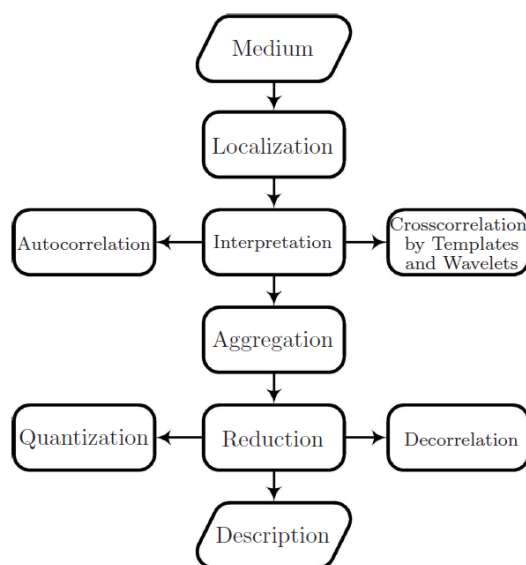 Medium
Localization
Autocorrelation
Interpretation
Crosscorrelation
by Templates
and Wavelets
Aggregation
Quantization
Reduction
Decorrelation
Description